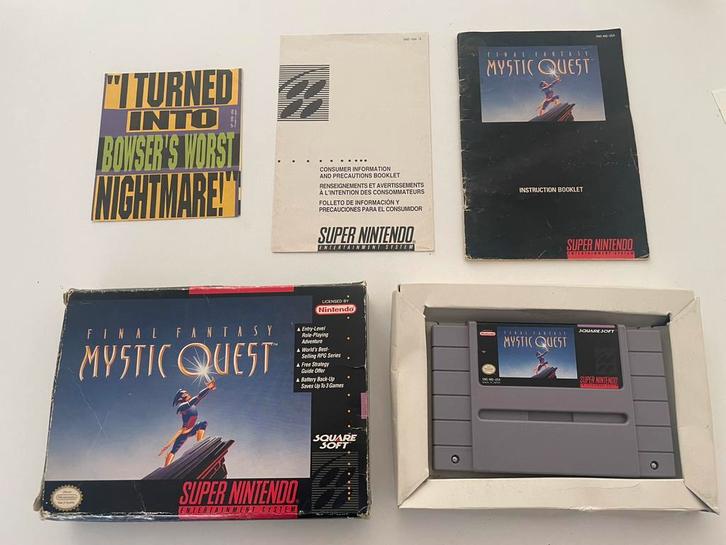 "I TURNED
INTO
BOWSER'S WORST
NIGHTMARE!"
CONSUMER INFORMATION
AND PRECAUTIONS BOOKLET
RENSEIGNEMENTS ET AVERTISSEMENTS
À L'INTENTION DES CONSOMMATEURS
FOLLETO DE INFORMACIÓN Y
PRECAUCIONES PARA EL CONSUMIDOR
SUPER NINTENDO
ENTERTAINMENT SYSTEM
FINAL FANTASY
MYSTIC QUEST
INSTRUCTION BOOKLET
SUPER NINTENDO
ENTERTAINMENT SYSTEM
LICENSED BY
Nintendo
FINAL FANTASY
MYSTIC QUEST
Entry-Level
Role-Playing
Adventure
World's Best-
Selling RPG Series
Free Strategy
Guide Offer
Battery Back-Up
Saves Up To 3 Games
SQUARE
SOFT
SUPER NINTENDO
ENTERTAINMENT SYSTEM
FINAL FANTASY
MYSTIC QUEST
SQUARE SOFT
SUPER NINTENDO